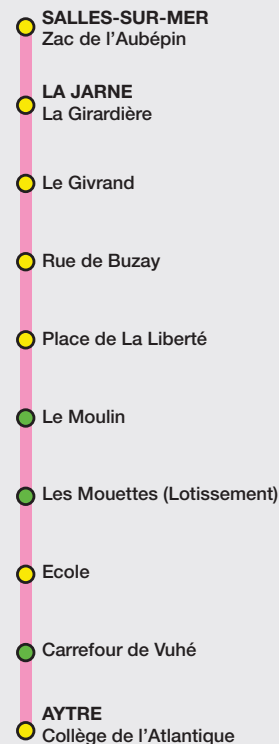 SALLES-SUR-MER
Zac de l'Aubépin
LA JARNE
La Girardière
Le Givrand
Rue de Buzay
Place de La Liberté
Le Moulin
Les Mouettes (Lotissement)
Ecole
Carrefour de Vuhé
AYTRE
Collège de l'Atlantique